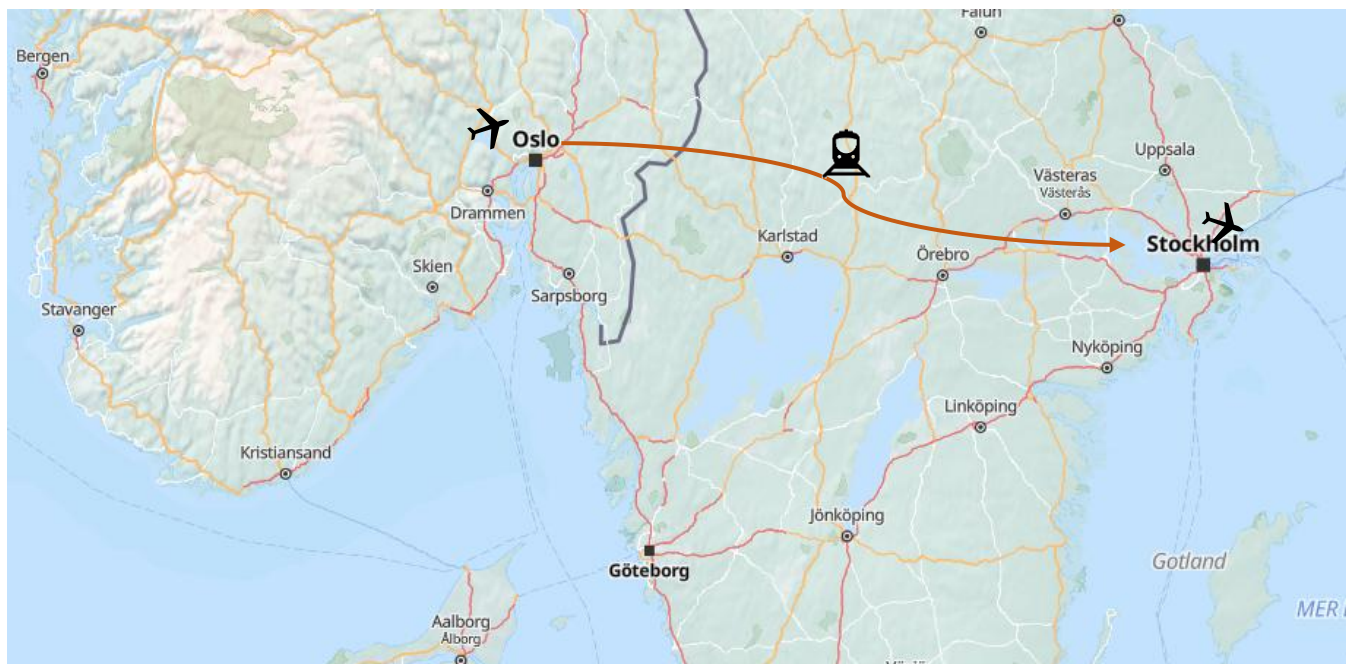 Falun
Bergen
Oslo
Uppsala
Västeras
Västerås
Drammen
Karlstad
Stockholm
Örebro
Skien
Sarpsborg
Stavanger
Nyköping
Linköping
Kristiansand
Jönköping
Gotland
Göteborg
MER
Aalborg
Ålborg